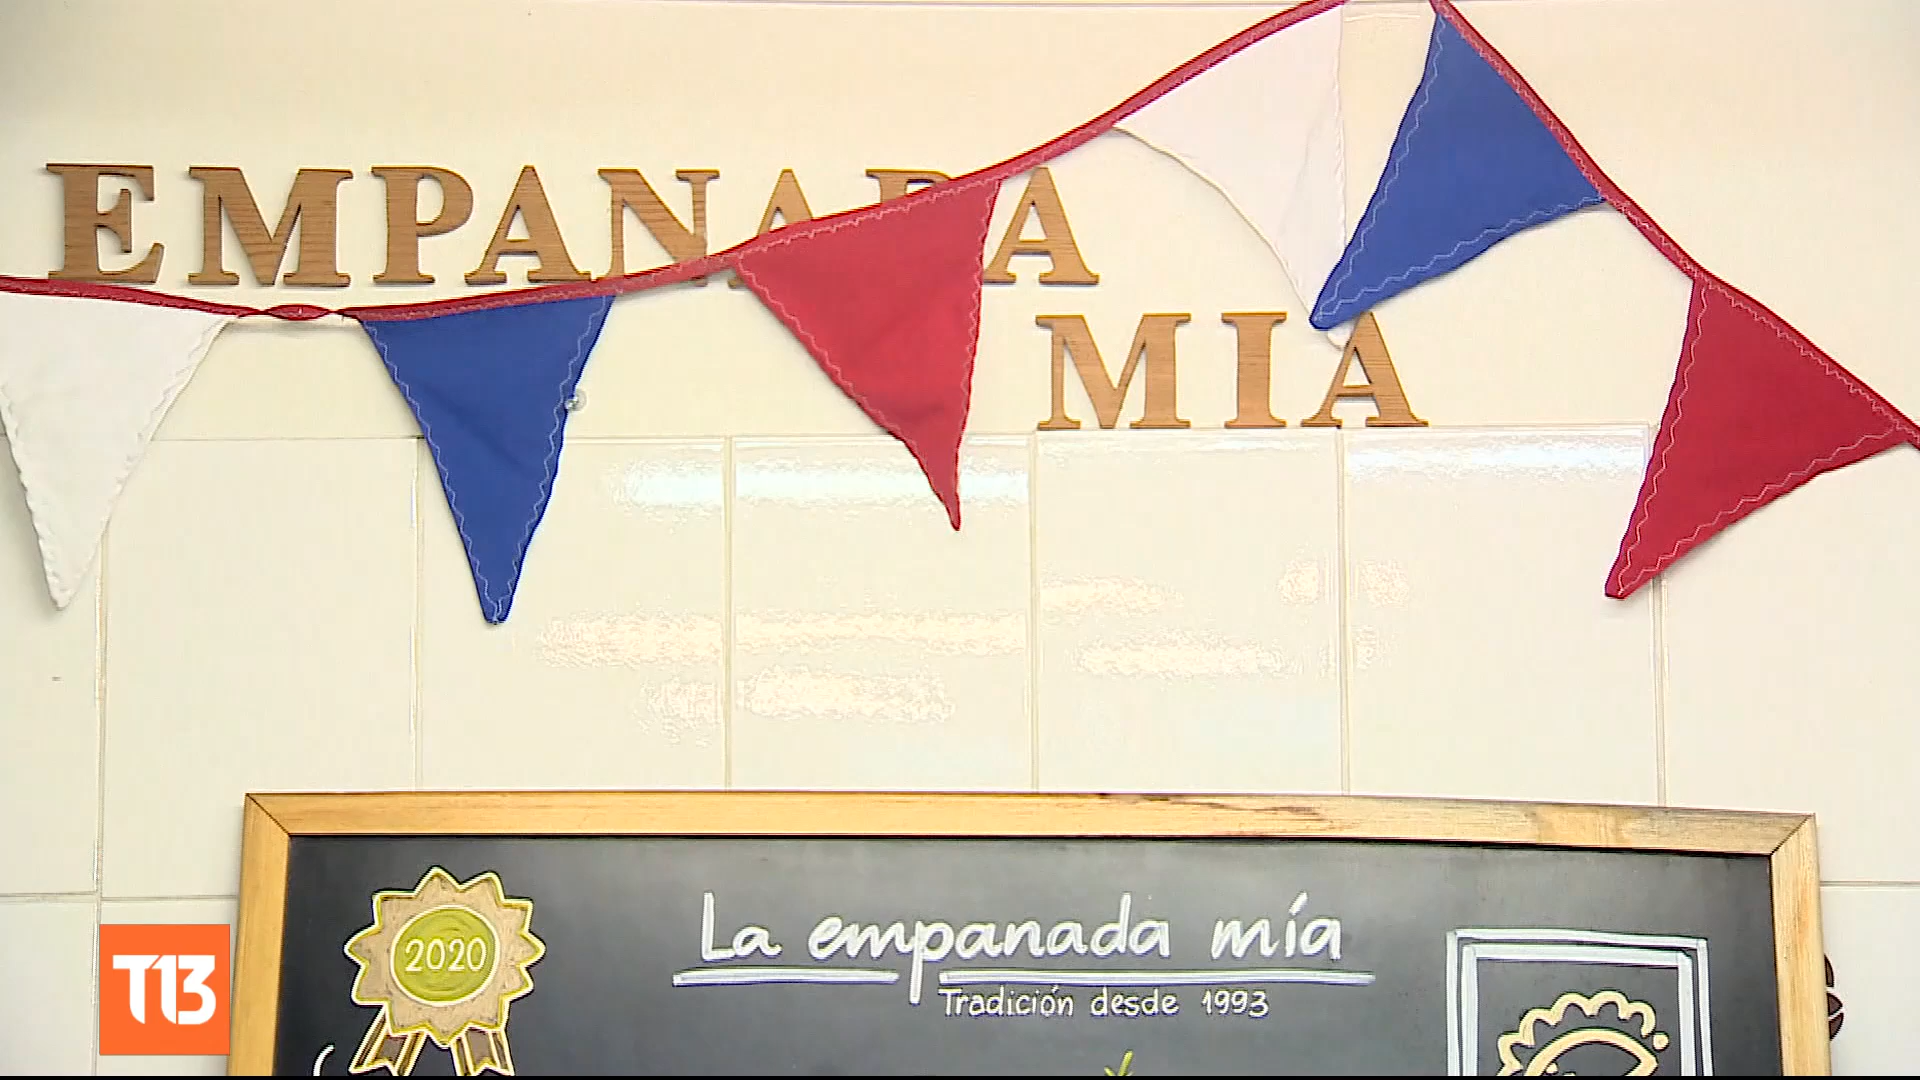 EMPANADA
MIA
La empanada mía
Tradición desde 1993
2020
T13